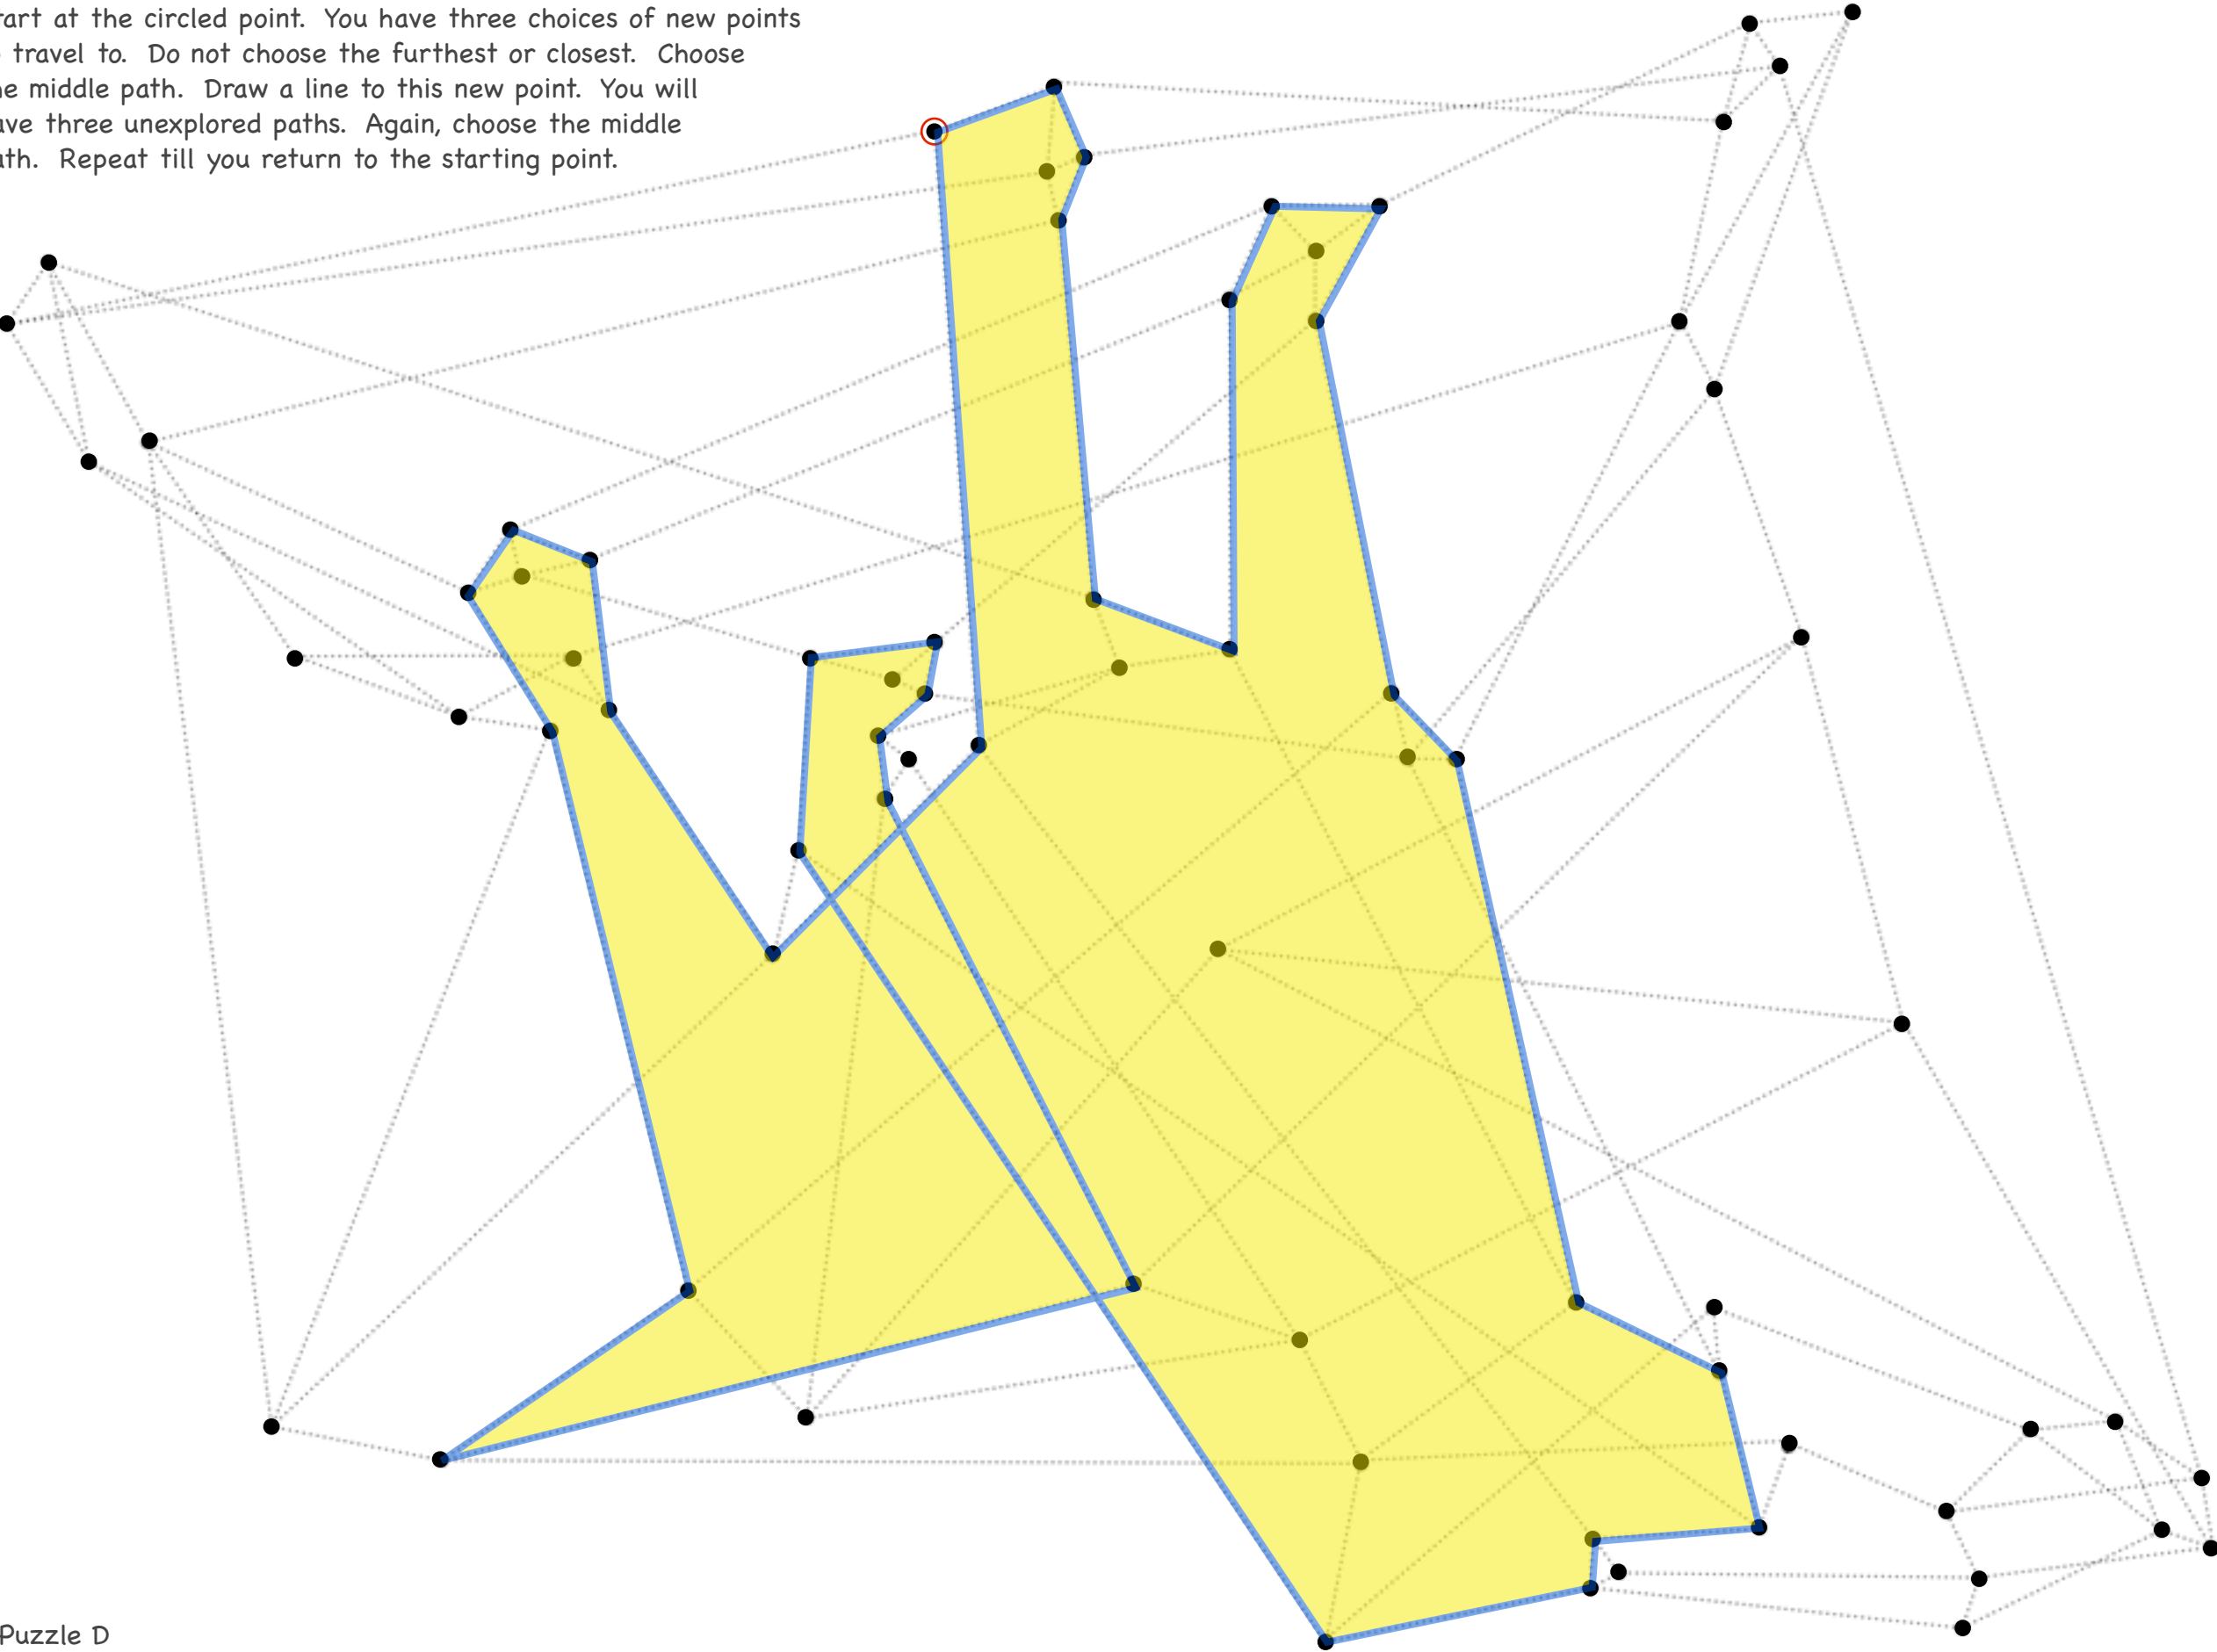 tart at the circled point. You have three choices of new points
travel to. Do not choose the furthest or closest. Choose
he middle path. Draw a line to this new point. You will
ave three unexplored paths. Again, choose the middle
ath. Repeat till you return to the starting point.
Puzzle D